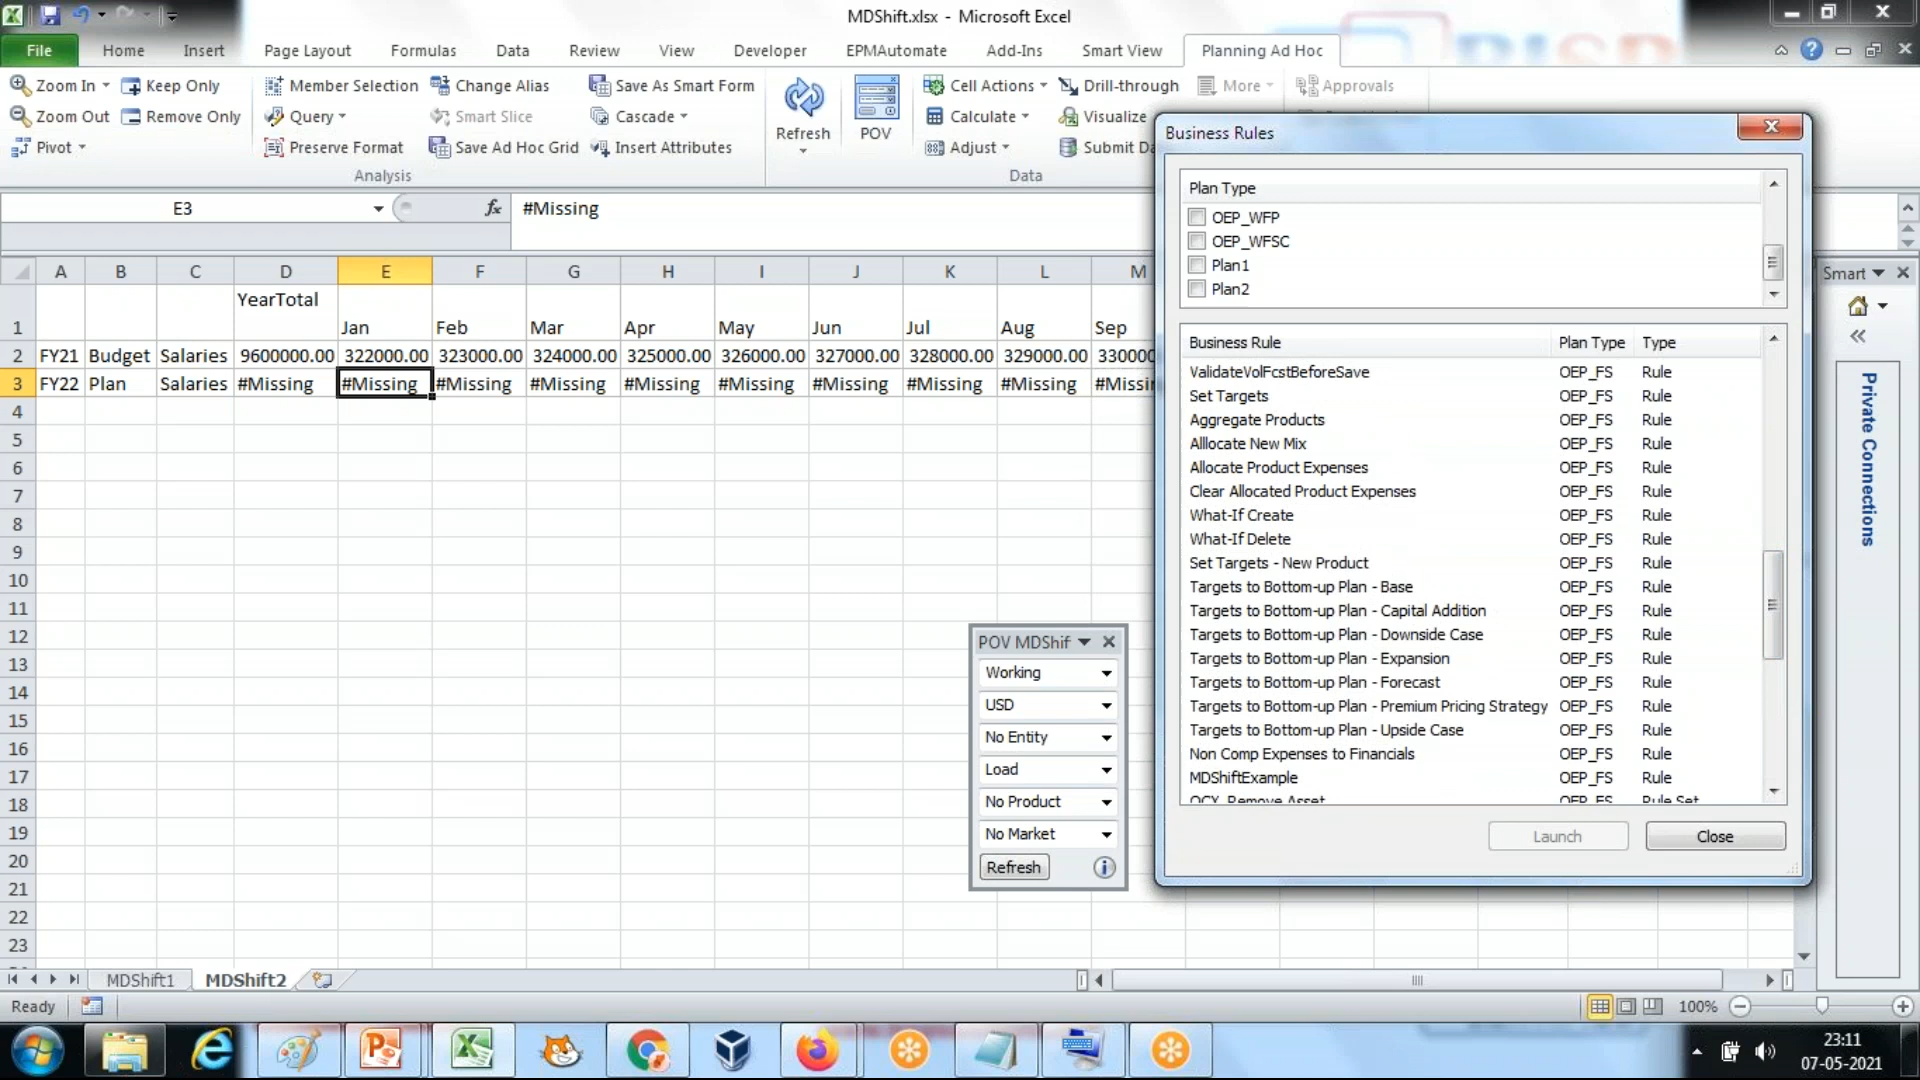 MDShift.xlsx - Microsoft Excel
File Home Insert Page Layout Formulas Data Review View Developer EPMAutomate Add-Ins Smart View Planning Ad Hoc
Zoom In Keep Only Member Selection Change Alias Save As Smart Form Cell Actions Drill-through More Approvals
Zoom Out Remove Only Query Smart Slice Cascade Refresh POV Calculate Visualize
Pivot Preserve Format Save Ad Hoc Grid Insert Attributes Adjust Submit Da
Analysis Data
E3 fx #Missing
A B C D E F G H I J K L M
1 YearTotal Jan Feb Mar Apr May Jun Jul Aug Sep
2 FY21 Budget Salaries 9600000.00 322000.00 323000.00 324000.00 325000.00 326000.00 327000.00 328000.00 329000.00 330000
3 FY22 Plan Salaries #Missing #Missing #Missing #Missing #Missing #Missing #Missing #Missing #Missing #Missin
4
5
6
7
8
9
10
11
12
13
14
15
16
17
18
19
20
21
22
23
POV MDShif
Working
USD
No Entity
Load
No Product
No Market
Refresh
Business Rules
Plan Type
OEP_WFP
OEP_WFSC
Plan1
Plan2
Business Rule Plan Type Type
ValidateVolFcstBeforeSave OEP_FS Rule
Set Targets OEP_FS Rule
Aggregate Products OEP_FS Rule
Alllocate New Mix OEP_FS Rule
Allocate Product Expenses OEP_FS Rule
Clear Allocated Product Expenses OEP_FS Rule
What-If Create OEP_FS Rule
What-If Delete OEP_FS Rule
Set Targets - New Product OEP_FS Rule
Targets to Bottom-up Plan - Base OEP_FS Rule
Targets to Bottom-up Plan - Capital Addition OEP_FS Rule
Targets to Bottom-up Plan - Downside Case OEP_FS Rule
Targets to Bottom-up Plan - Expansion OEP_FS Rule
Targets to Bottom-up Plan - Forecast OEP_FS Rule
Targets to Bottom-up Plan - Premium Pricing Strategy OEP_FS Rule
Targets to Bottom-up Plan - Upside Case OEP_FS Rule
Non Comp Expenses to Financials OEP_FS Rule
MDShiftExample OEP_FS Rule
OCX_Remove Asset OEP_FS Rule Set
Launch Close
Smart
Private Connections
MDShift1 MDShift2
Ready 100%
23:11
07-05-2021